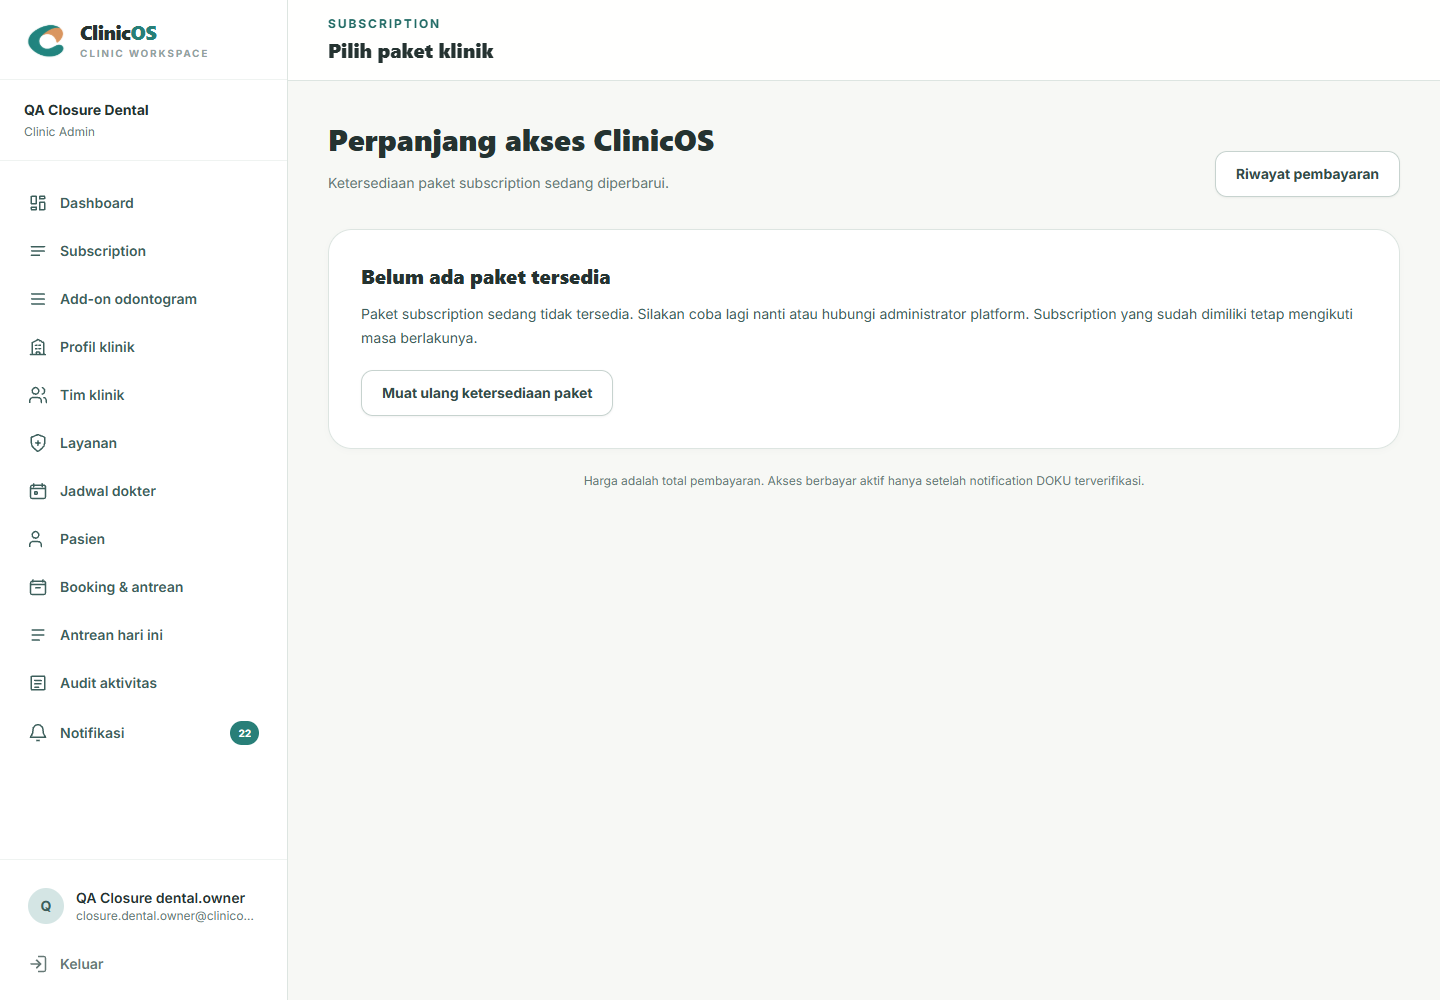 ClinicOS
CLINIC WORKSPACE
QA Closure Dental
Clinic Admin
Dashboard
Subscription
Add-on odontogram
Profil klinik
Tim klinik
Layanan
Jadwal dokter
Pasien
Booking & antrean
Antrean hari ini
Audit aktivitas
Notifikasi
22
Q
QA Closure dental.owner
closure.dental.owner@clinico...
Keluar
SUBSCRIPTION
Pilih paket klinik
Perpanjang akses ClinicOS
Ketersediaan paket subscription sedang diperbarui.
Riwayat pembayaran
Belum ada paket tersedia
Paket subscription sedang tidak tersedia. Silakan coba lagi nanti atau hubungi administrator platform. Subscription yang sudah dimiliki tetap mengikuti
masa berlakunya.
Muat ulang ketersediaan paket
Harga adalah total pembayaran. Akses berbayar aktif hanya setelah notification DOKU terverifikasi.